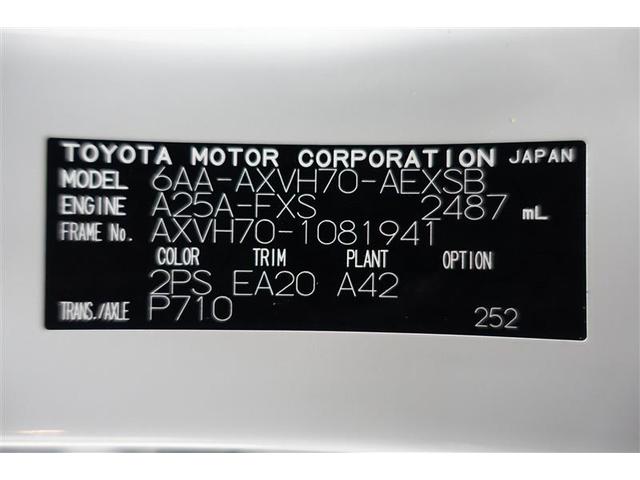 TOYOTA MOTOR CORPORATION JAPAN
MODEL 6AA-AXVH70-AEXSB
ENGINE A25A-FXS 2487 mL
FRAME No. AXVH70-1081941
COLOR TRIM PLANT OPTION
2PS EA20 A42
TRANS./AXLE P710 252